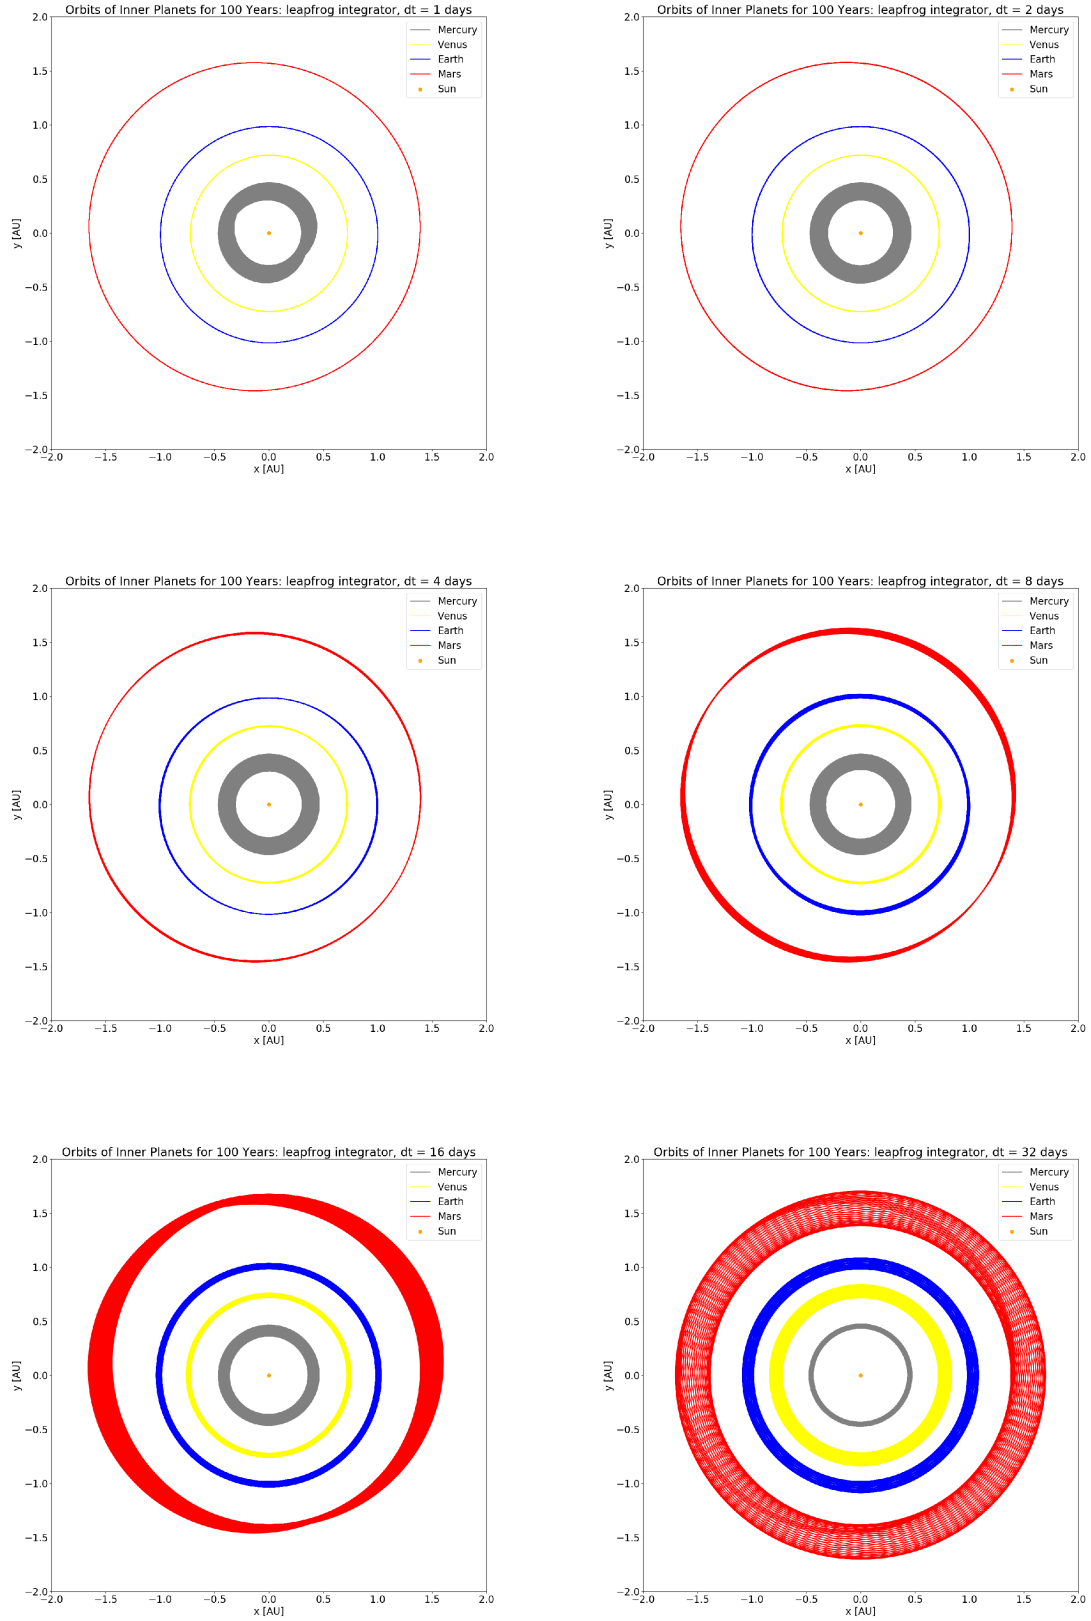 Orbits of Inner Planets for 100 Years: leapfrog integrator, dt = 1 days
2.0
1.5
1.0
0.5
0.0
−0.5
−1.0
−1.5
−2.0
y [AU]
Mercury
Venus
Earth
Mars
Sun
−2.0 −1.5 −1.0 −0.5 0.0 0.5 1.0 1.5 2.0
x [AU]
Orbits of Inner Planets for 100 Years: leapfrog integrator, dt = 2 days
2.0
1.5
1.0
0.5
0.0
−0.5
−1.0
−1.5
−2.0
y [AU]
Mercury
Venus
Earth
Mars
Sun
−2.0 −1.5 −1.0 −0.5 0.0 0.5 1.0 1.5 2.0
x [AU]
Orbits of Inner Planets for 100 Years: leapfrog integrator, dt = 4 days
2.0
1.5
1.0
0.5
0.0
−0.5
−1.0
−1.5
−2.0
y [AU]
Mercury
Venus
Earth
Mars
Sun
−2.0 −1.5 −1.0 −0.5 0.0 0.5 1.0 1.5 2.0
x [AU]
Orbits of Inner Planets for 100 Years: leapfrog integrator, dt = 8 days
2.0
1.5
1.0
0.5
0.0
−0.5
−1.0
−1.5
−2.0
y [AU]
Mercury
Venus
Earth
Mars
Sun
−2.0 −1.5 −1.0 −0.5 0.0 0.5 1.0 1.5 2.0
x [AU]
Orbits of Inner Planets for 100 Years: leapfrog integrator, dt = 16 days
2.0
1.5
1.0
0.5
0.0
−0.5
−1.0
−1.5
−2.0
y [AU]
Mercury
Venus
Earth
Mars
Sun
−2.0 −1.5 −1.0 −0.5 0.0 0.5 1.0 1.5 2.0
x [AU]
Orbits of Inner Planets for 100 Years: leapfrog integrator, dt = 32 days
2.0
1.5
1.0
0.5
0.0
−0.5
−1.0
−1.5
−2.0
y [AU]
Mercury
Venus
Earth
Mars
Sun
−2.0 −1.5 −1.0 −0.5 0.0 0.5 1.0 1.5 2.0
x [AU]